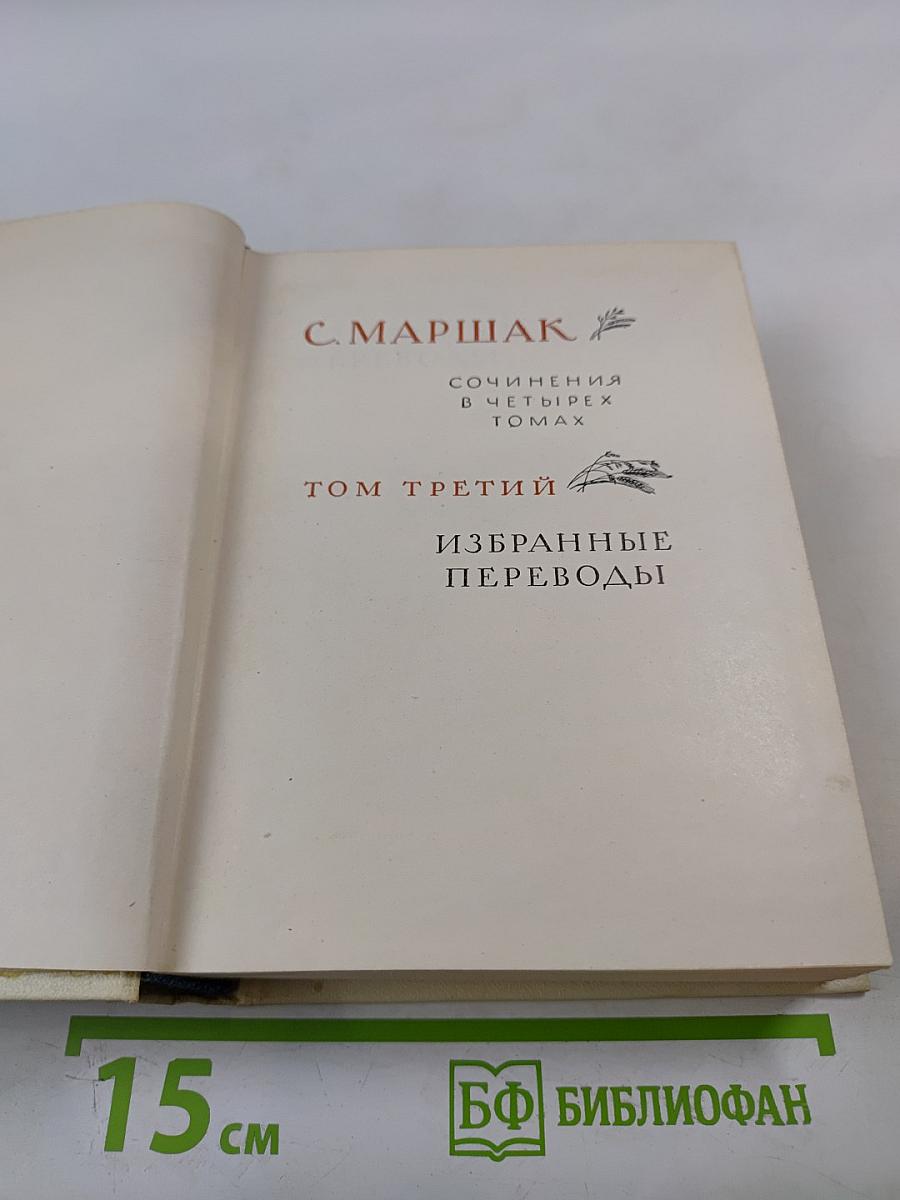 С. МАРШАК
СОЧИНЕНИЯ
В ЧЕТЫРЕХ
ТОМАХ
ТОМ ТРЕТИЙ
ИЗБРАННЫЕ
ПЕРЕВОДЫ
15 см
БФ БИБЛИОФАН